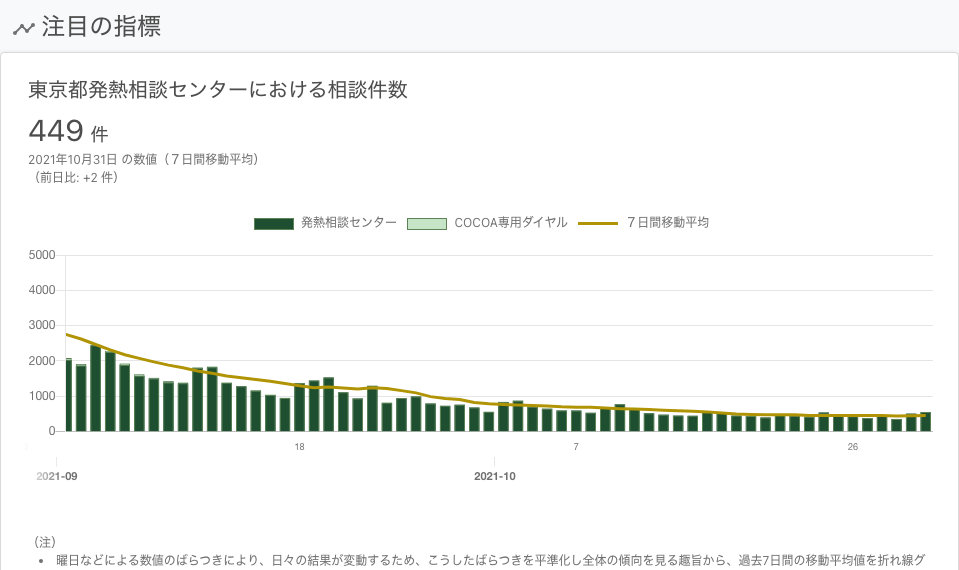 注目の指標
東京都発熱相談センターにおける相談件数
449 件
2021年10月31日 の数値（７日間移動平均）
（前日比: +2 件）
発熱相談センター COCOA専用ダイヤル ７日間移動平均
5000
4000
3000
2000
1000
0
18 7 26
2021-09 2021-10
（注）
• 曜日などによる数値のばらつきにより、日々の結果が変動するため、こうしたばらつきを平準化し全体の傾向を見る趣旨から、過去7日間の移動平均値を折れ線グ